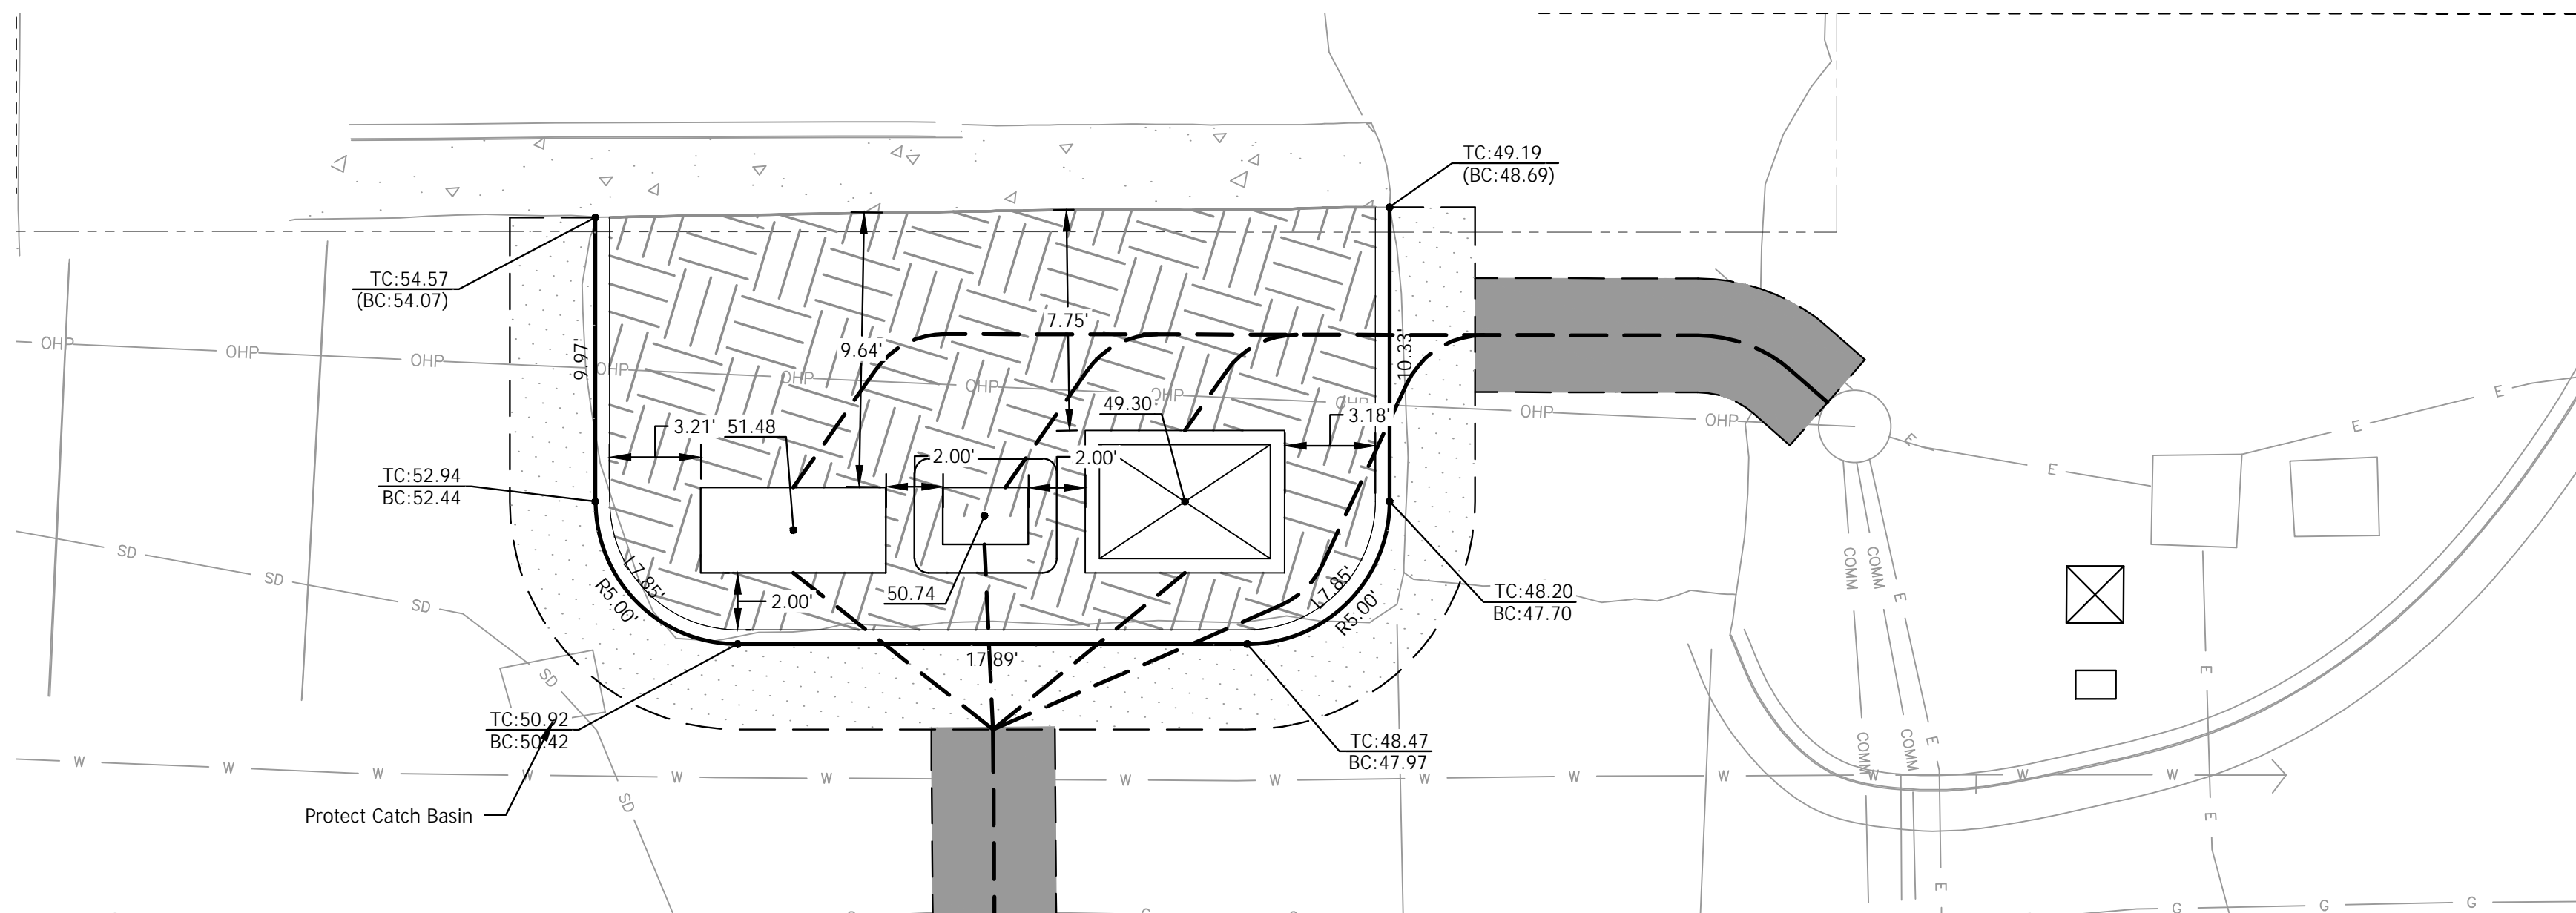 TC:49.19
(BC:48.69)
TC:54.57
(BC:54.07)
7.75'
OHP OHP OHP OHP OHP OHP OHP OHP OHP OHP
9.97'
9.64'
10.33'
49.30
3.18'
3.21' 51.48
2.00' 2.00'
E E E E
TC:52.94
BC:52.44
SD SD SD SD SD
L7.85'
R5.00'
2.00'
50.74
L7.85'
R5.00'
TC:48.20
BC:47.70
COMM COMM E E
17.89'
TC:50.92
BC:50.42
TC:48.47
BC:47.97
COMM COMM E
W W W W W W W W W W W W W W W
Protect Catch Basin
E
E
G G G